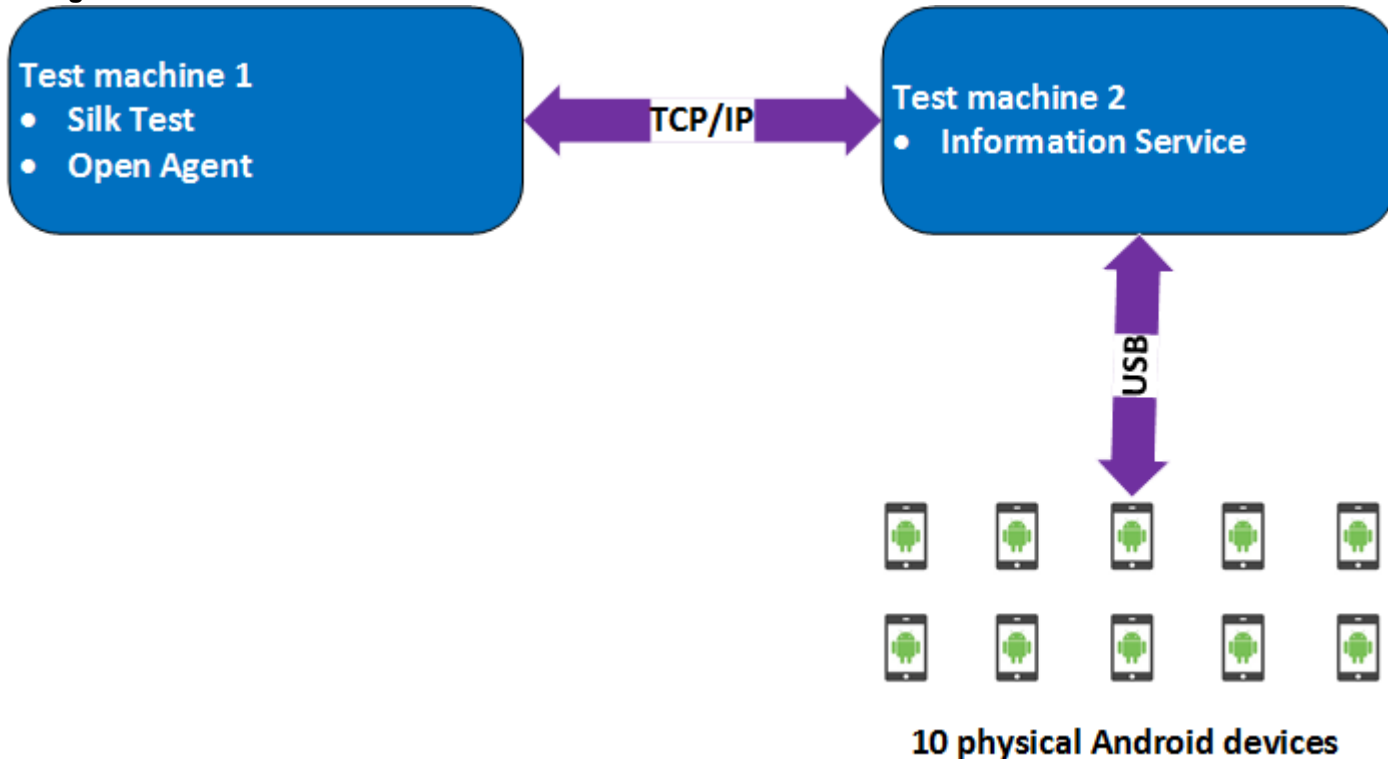 Test machine 1
• Silk Test
• Open Agent
TCP/IP
Test machine 2
• Information Service
USB
10 physical Android devices